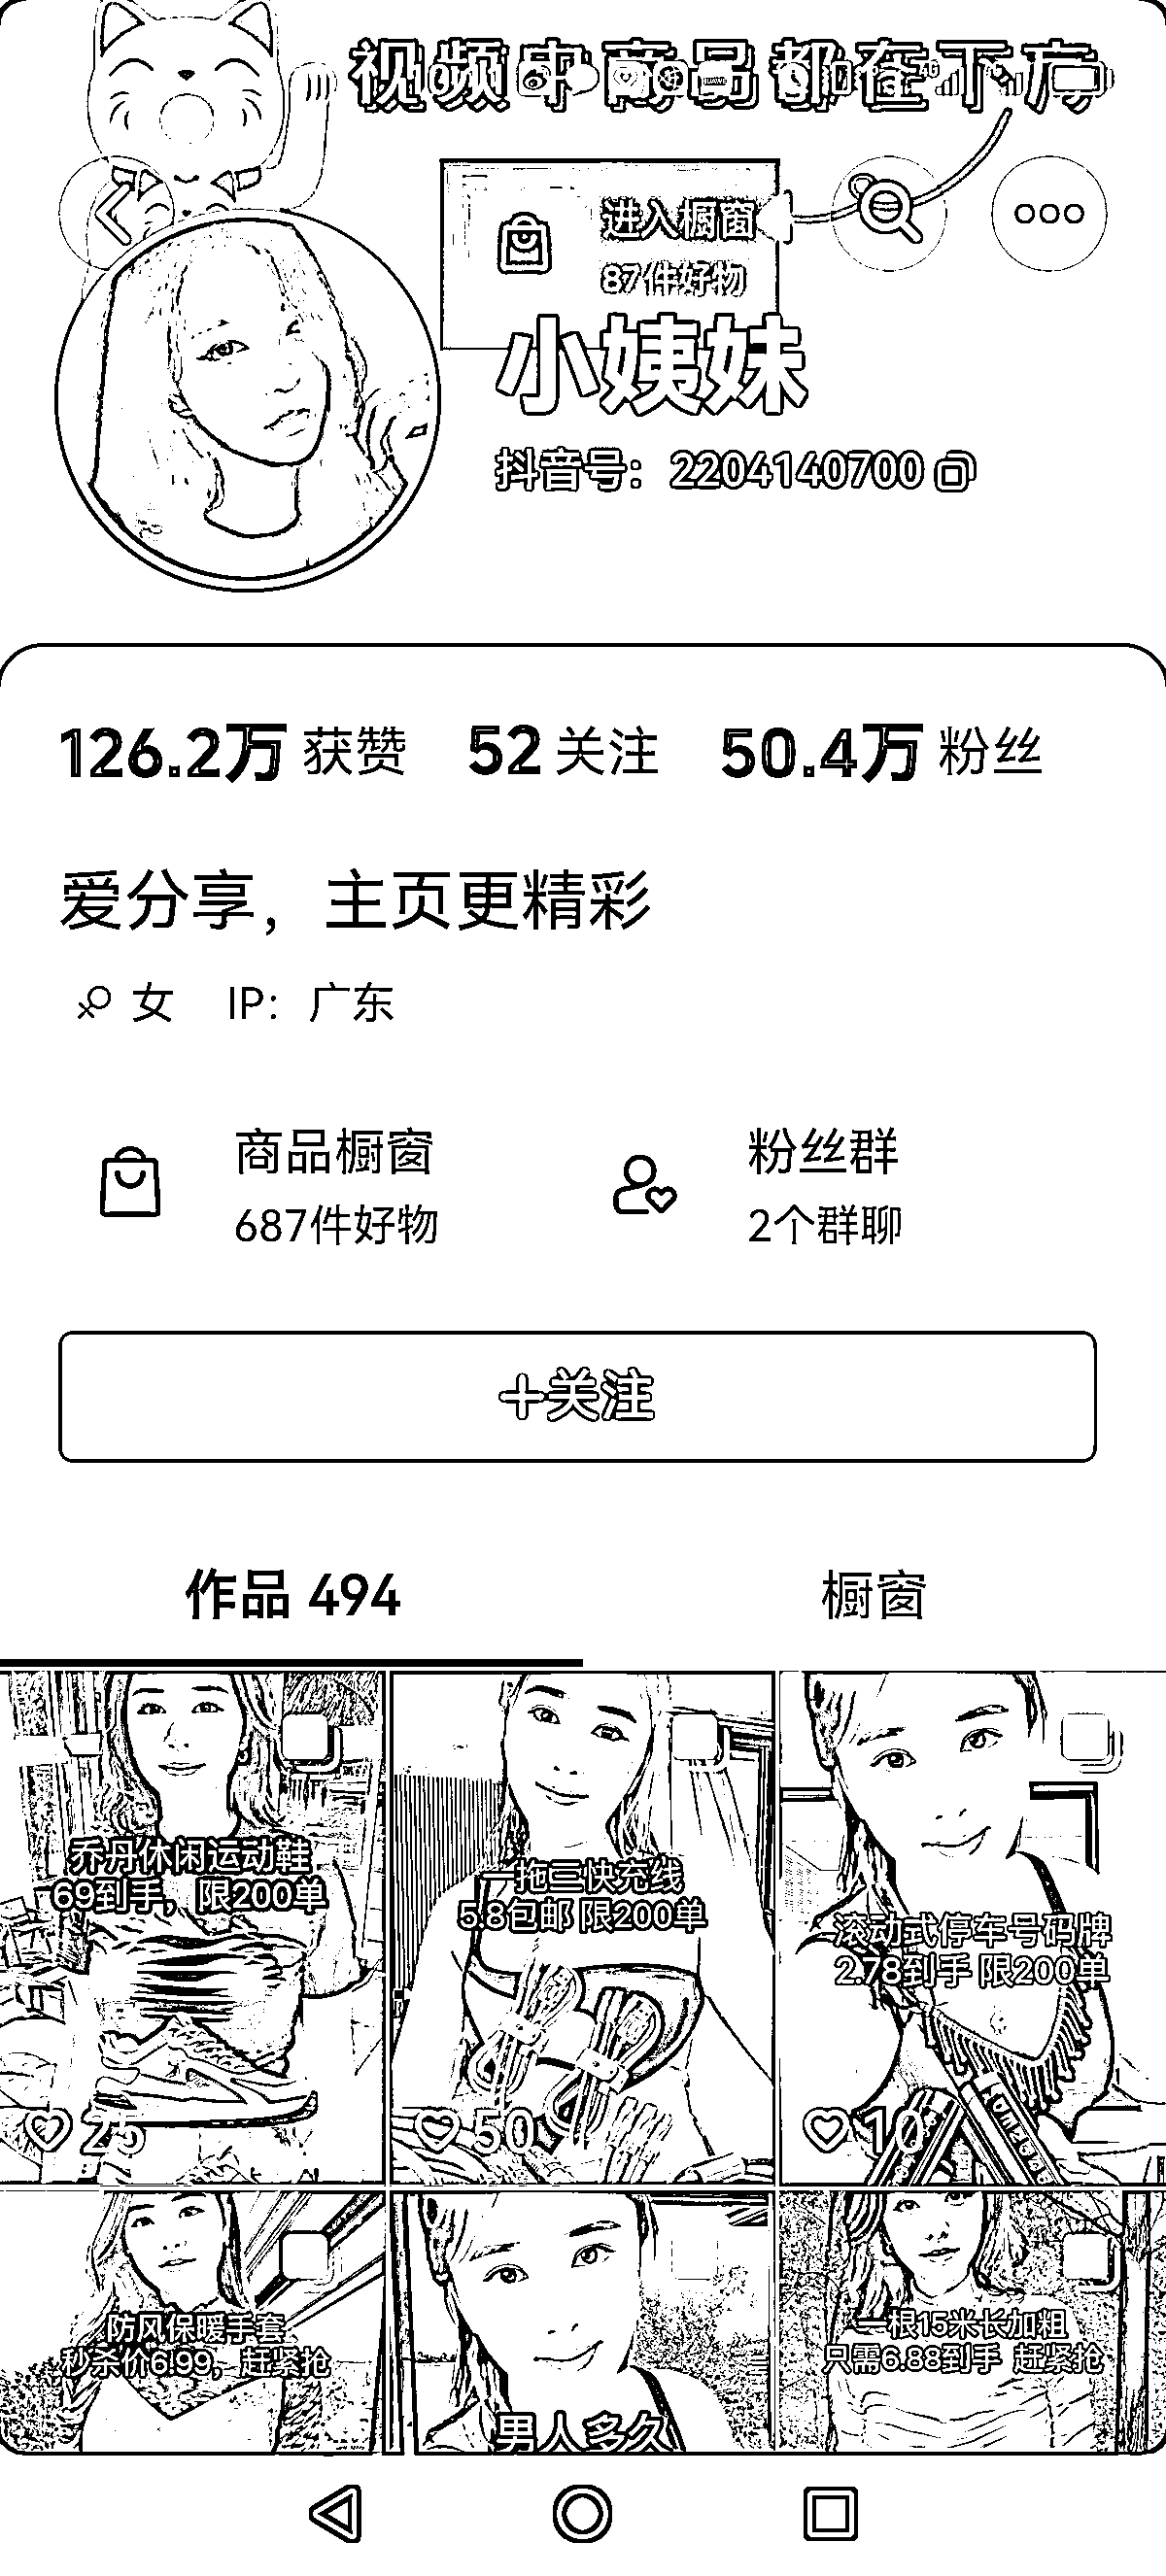 视频中商品都在下方
进入橱窗
87件好物
小姨妹
抖音号：2204140700
126.2万 获赞 52 关注 50.4万 粉丝
爱分享，主页更精彩
女 IP：广东
商品橱窗 粉丝群
687件好物 2个群聊
+关注
作品 494 橱窗
乔丹休闲运动鞋
69到手，限200单
25
一拖三快充线
5.8包邮 限200单
50
滚动式停车号码牌
2.78到手 限200单
10
防风保暖手套
秒杀价6.99，赶紧抢
男人多久
一根15米长加粗
只需6.88到手 赶紧抢